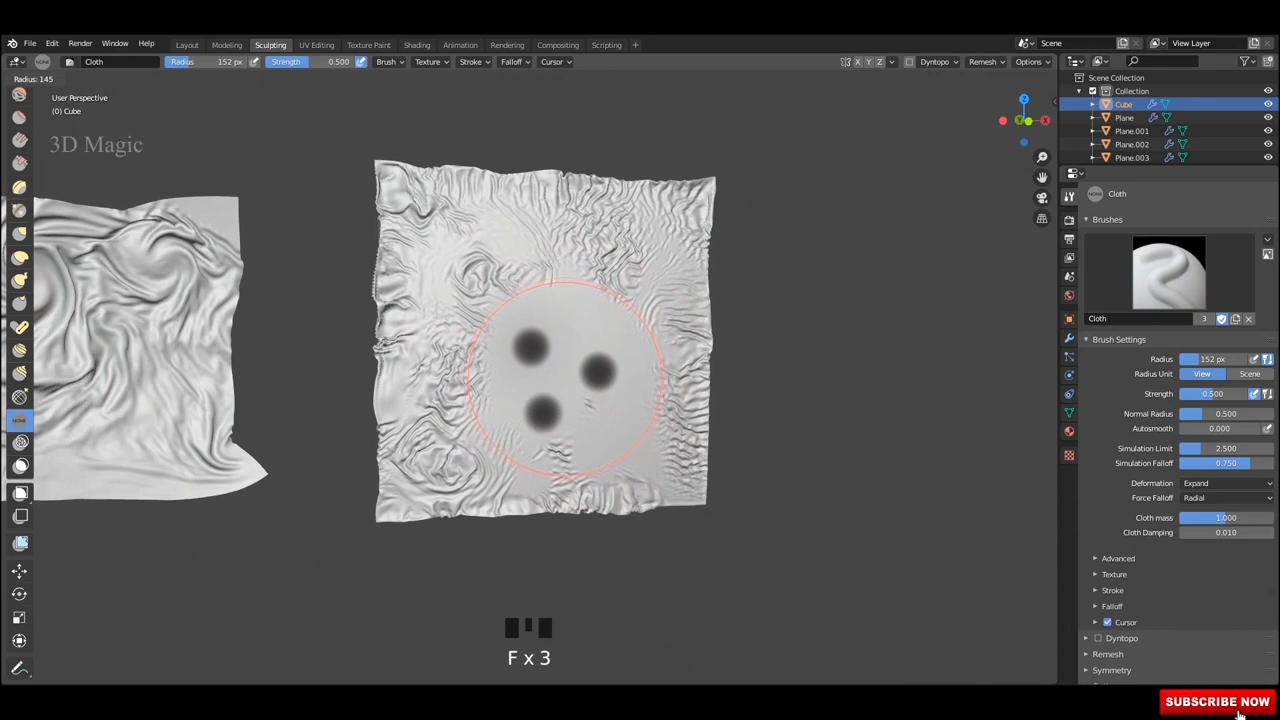 File Edit Render Window Help
Layout Modeling Sculpting UV Editing Texture Paint Shading Animation Rendering Compositing Scripting +
Scene
View Layer
Cloth
Radius 152 px
Strength 0.500
Brush Texture Stroke Falloff Cursor
X Y Z
Dyntopo Remesh Options
Radius: 145
User Perspective
(0) Cube
3D Magic
Z
Y
X
Scene Collection
Collection
Cube
Plane
Plane.001
Plane.002
Plane.003
NONE Cloth
Brushes
Cloth 3
Brush Settings
Radius 152 px
Radius Unit View Scene
Strength 0.500
Normal Radius 0.500
Autosmooth 0.000
Simulation Limit 2.500
Simulation Falloff 0.750
Deformation Expand
Force Falloff Radial
Cloth mass 1.000
Cloth Damping 0.010
Advanced
Texture
Stroke
Falloff
Cursor
Dyntopo
Remesh
Symmetry
F x 3
SUBSCRIBE NOW